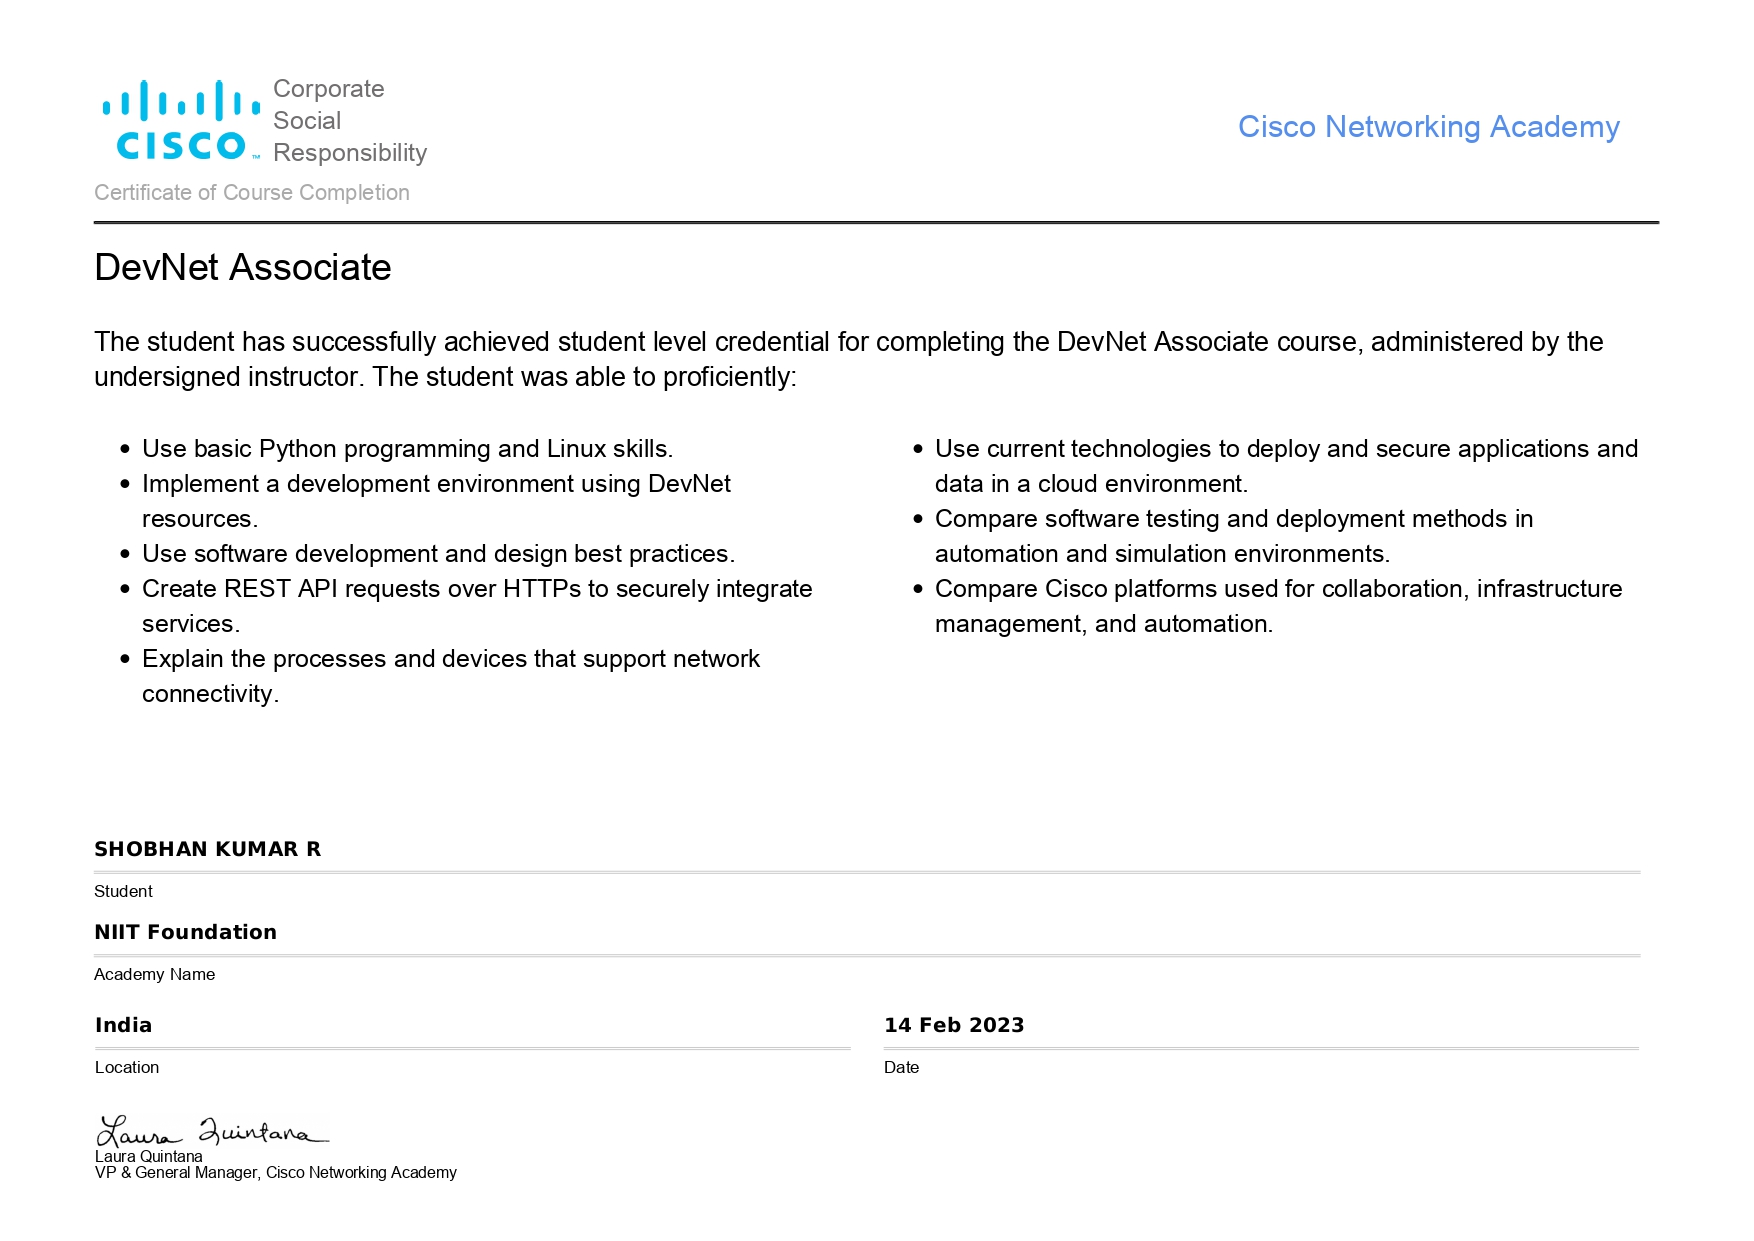 Corporate
Social
Responsibility
CISCO™
Cisco Networking Academy
Certificate of Course Completion
DevNet Associate
The student has successfully achieved student level credential for completing the DevNet Associate course, administered by the
undersigned instructor. The student was able to proficiently:
• Use basic Python programming and Linux skills.
• Implement a development environment using DevNet
resources.
• Use software development and design best practices.
• Create REST API requests over HTTPs to securely integrate
services.
• Explain the processes and devices that support network
connectivity.
• Use current technologies to deploy and secure applications and
data in a cloud environment.
• Compare software testing and deployment methods in
automation and simulation environments.
• Compare Cisco platforms used for collaboration, infrastructure
management, and automation.
SHOBHAN KUMAR R
Student
NIIT Foundation
Academy Name
India
Location
14 Feb 2023
Date
Laura Quintana
Laura Quintana
VP & General Manager, Cisco Networking Academy